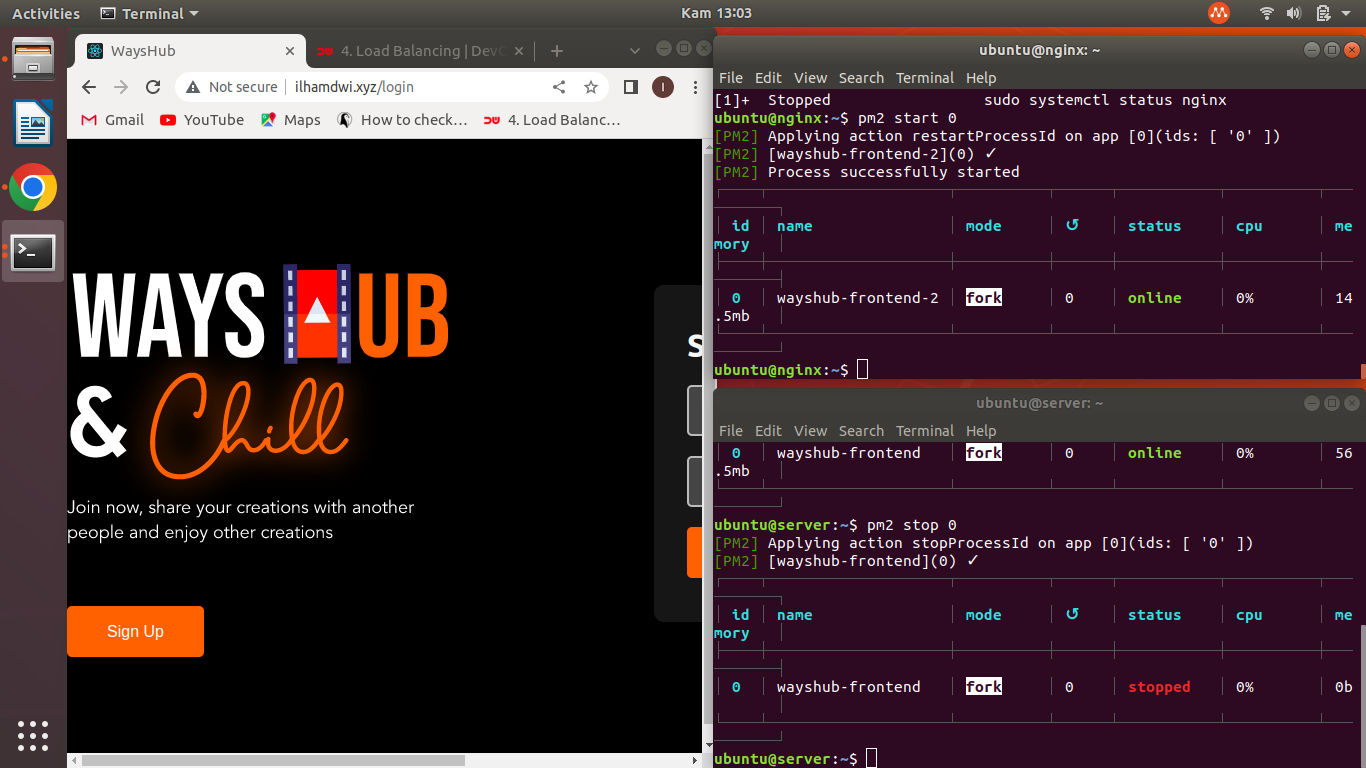 Activities Terminal Kam 13:03
WaysHub 4. Load Balancing | Dev
Not secure ilhamdwi.xyz/login I
Gmail YouTube Maps How to check… 4. Load Balanc…
WAYS UB
& Chill
Join now, share your creations with another
people and enjoy other creations
Sign Up
S
ubuntu@nginx: ~
File Edit View Search Terminal Help
[1]+ Stopped sudo systemctl status nginx
ubuntu@nginx:~$ pm2 start 0
[PM2] Applying action restartProcessId on app [0](ids: [ '0' ])
[PM2] [wayshub-frontend-2](0) ✓
[PM2] Process successfully started
id name mode ↺ status cpu me
mory
0 wayshub-frontend-2 fork 0 online 0% 14
.5mb
ubuntu@nginx:~$
ubuntu@server: ~
File Edit View Search Terminal Help
0 wayshub-frontend fork 0 online 0% 56
.5mb
ubuntu@server:~$ pm2 stop 0
[PM2] Applying action stopProcessId on app [0](ids: [ '0' ])
[PM2] [wayshub-frontend](0) ✓
id name mode ↺ status cpu me
mory
0 wayshub-frontend fork 0 stopped 0% 0b
ubuntu@server:~$